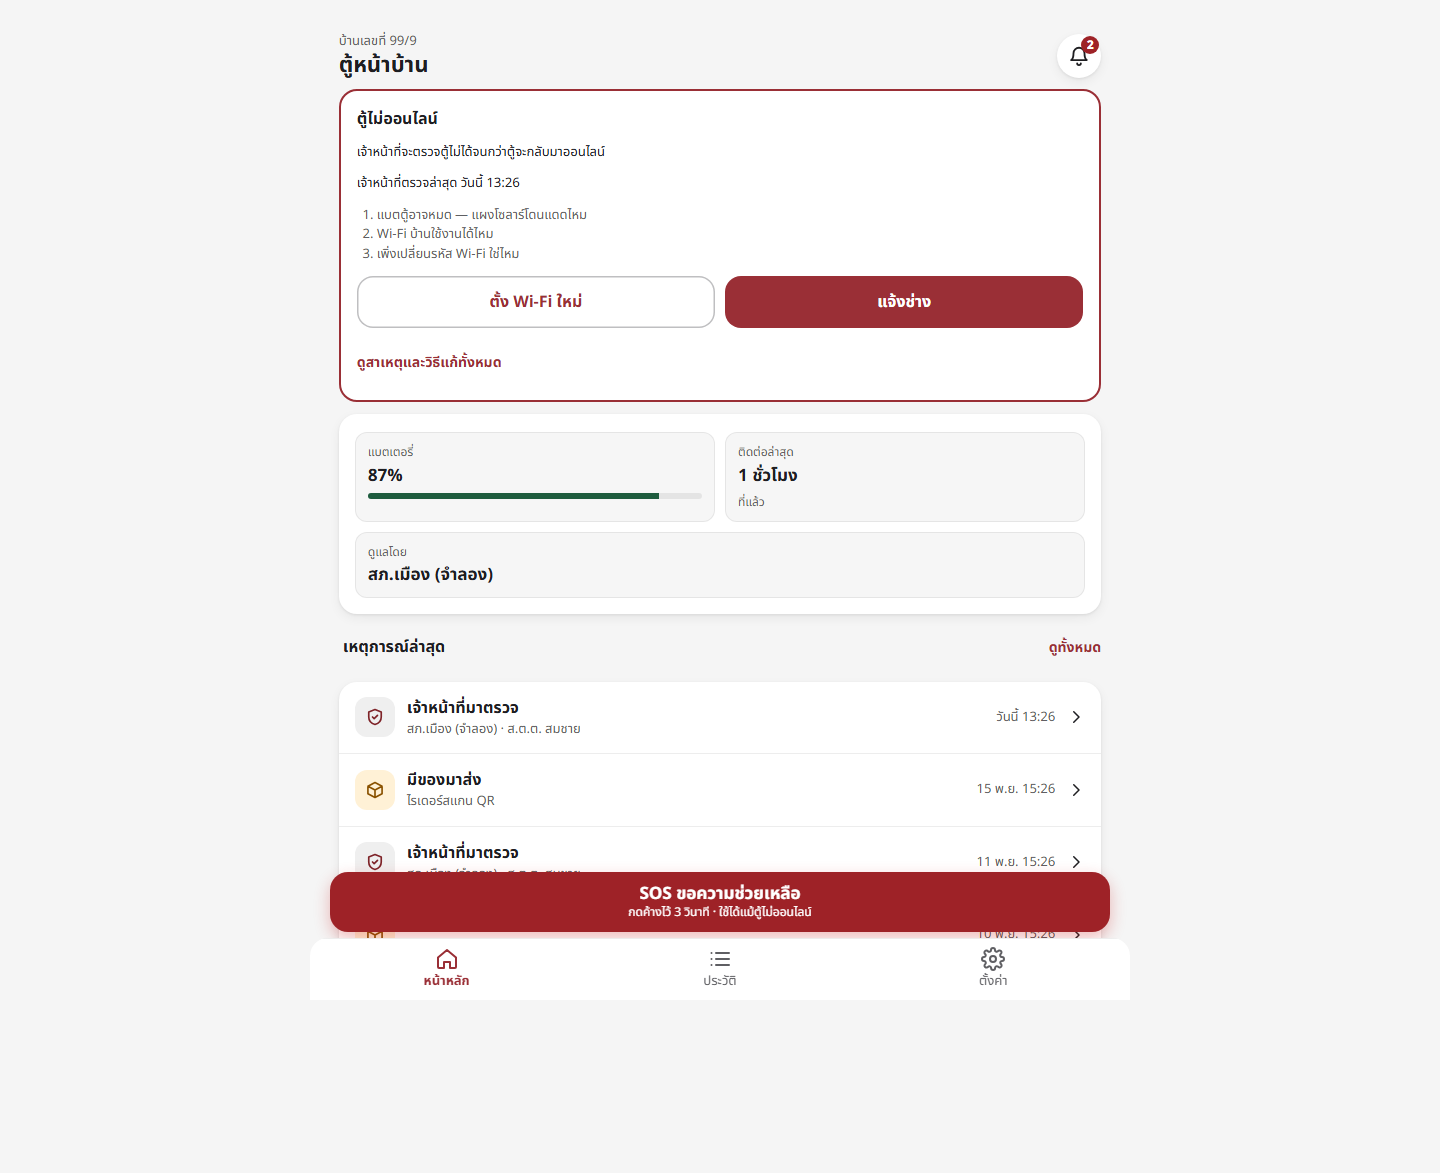 บ้านเลขที่ 99/9
ตู้หน้าบ้าน
2
ตู้ไม่ออนไลน์
เจ้าหน้าที่จะตรวจตู้ไม่ได้จนกว่าตู้จะกลับมาออนไลน์
เจ้าหน้าที่ตรวจล่าสุด วันนี้ 13:26
1. แบตตู้อาจหมด — แผงโซลาร์โดนแดดไหม
2. Wi-Fi บ้านใช้งานได้ไหม
3. เพิ่งเปลี่ยนรหัส Wi-Fi ใช่ไหม
ตั้ง Wi-Fi ใหม่
แจ้งช่าง
ดูสาเหตุและวิธีแก้ทั้งหมด
แบตเตอรี่
87%
ติดต่อล่าสุด
1 ชั่วโมง
ที่แล้ว
ดูแลโดย
สภ.เมือง (จำลอง)
เหตุการณ์ล่าสุด
ดูทั้งหมด
เจ้าหน้าที่มาตรวจ
สภ.เมือง (จำลอง) · ส.ต.ต. สมชาย
วันนี้ 13:26
มีของมาส่ง
ไรเดอร์สแกน QR
15 พ.ย. 15:26
เจ้าหน้าที่มาตรวจ
11 พ.ย. 15:26
SOS ขอความช่วยเหลือ
กดค้างไว้ 3 วินาที · ใช้ได้แม้ตู้ไม่ออนไลน์
10 พ.ย. 15:26
หน้าหลัก
ประวัติ
ตั้งค่า